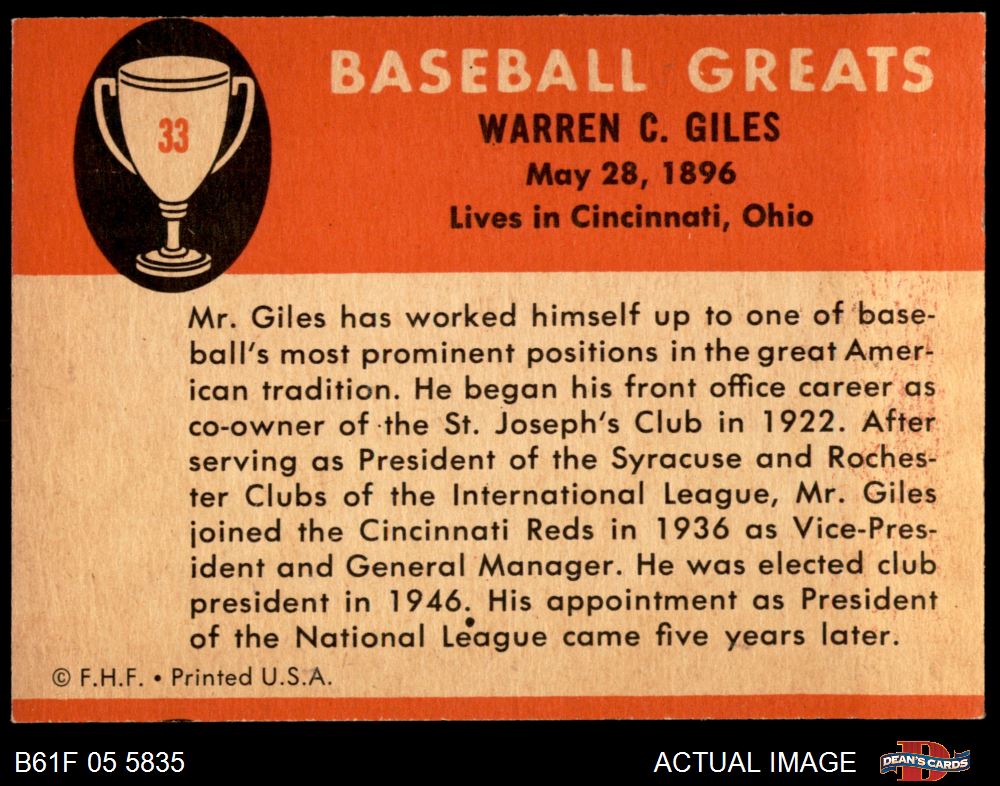 33
BASEBALL GREATS
WARREN C. GILES
May 28, 1896
Lives in Cincinnati, Ohio
Mr. Giles has worked himself up to one of base-
ball's most prominent positions in the great Amer-
ican tradition. He began his front office career as
co-owner of the St. Joseph's Club in 1922. After
serving as President of the Syracuse and Roches-
ter Clubs of the International League, Mr. Giles
joined the Cincinnati Reds in 1936 as Vice-Pres-
ident and General Manager. He was elected club
president in 1946. His appointment as President
of the National League came five years later.
© F.H.F. • Printed U.S.A.
B61F 05 5835
ACTUAL IMAGE
D
DEAN'S CARDS